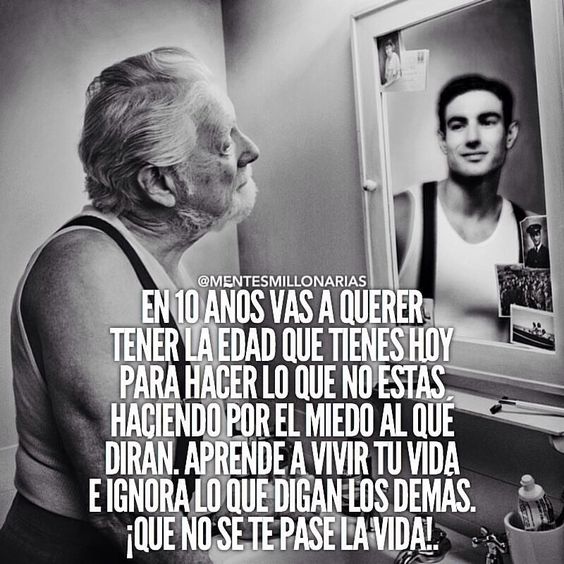 @MENTESMILLONARIAS
EN 10 AÑOS VAS A QUERER
TENER LA EDAD QUE TIENES HOY
PARA HACER LO QUE NO ESTÁS
HACIENDO POR EL MIEDO AL QUÉ
DIRÁN. APRENDE A VIVIR TU VIDA
E IGNORA LO QUE DIGAN LOS DEMÁS.
¡QUE NO SE TE PASE LA VIDA!.